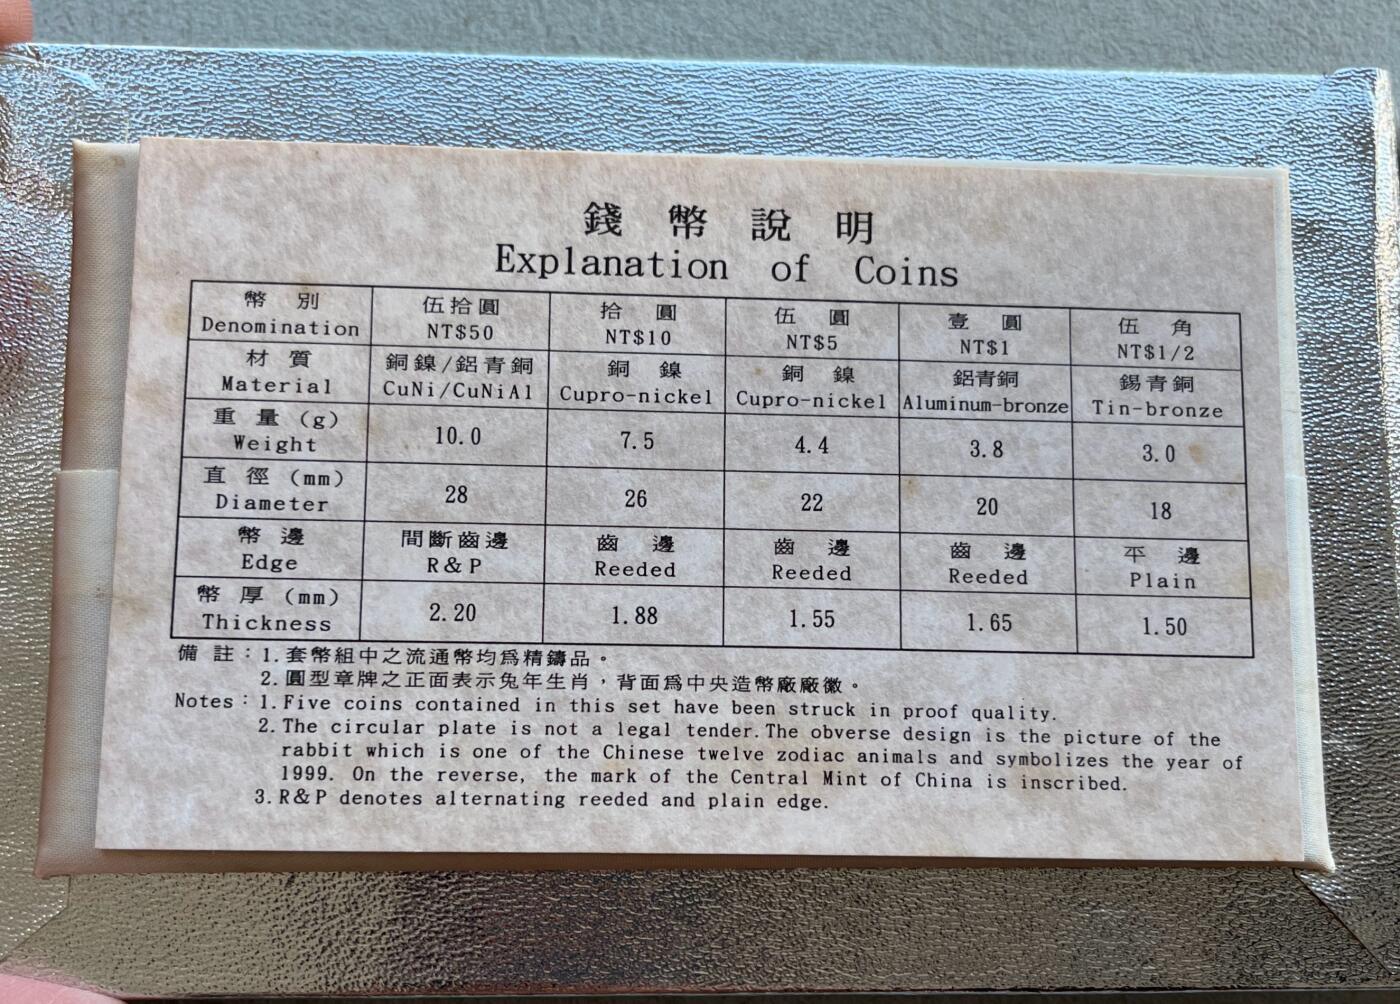 錢幣說明
Explanation of Coins
幣別 伍拾圓 拾圓 伍圓 壹圓 伍角
Denomination NT$50 NT$10 NT$5 NT$1 NT$1/2
材質 銅鎳/鋁青銅 銅鎳 銅鎳 鋁青銅 錫青銅
Material CuNi/CuNiAl Cupro-nickel Cupro-nickel Aluminum-bronze Tin-bronze
重量(g)
Weight 10.0 7.5 4.4 3.8 3.0
直徑(mm)
Diameter 28 26 22 20 18
幣邊 間斷齒邊 齒邊 齒邊 齒邊 平邊
Edge R&P Reeded Reeded Reeded Plain
幣厚(mm)
Thickness 2.20 1.88 1.55 1.65 1.50
備註：1.套幣組中之流通幣均為精鑄品。
2.圓型章牌之正面表示兔年生肖，背面為中央造幣廠廠徽。
Notes：1.Five coins contained in this set have been struck in proof quality.
2.The circular plate is not a legal tender.The obverse design is the picture of the
rabbit which is one of the Chinese twelve zodiac animals and symbolizes the year of
1999. On the reverse, the mark of the Central Mint of China is inscribed.
3.R&P denotes alternating reeded and plain edge.